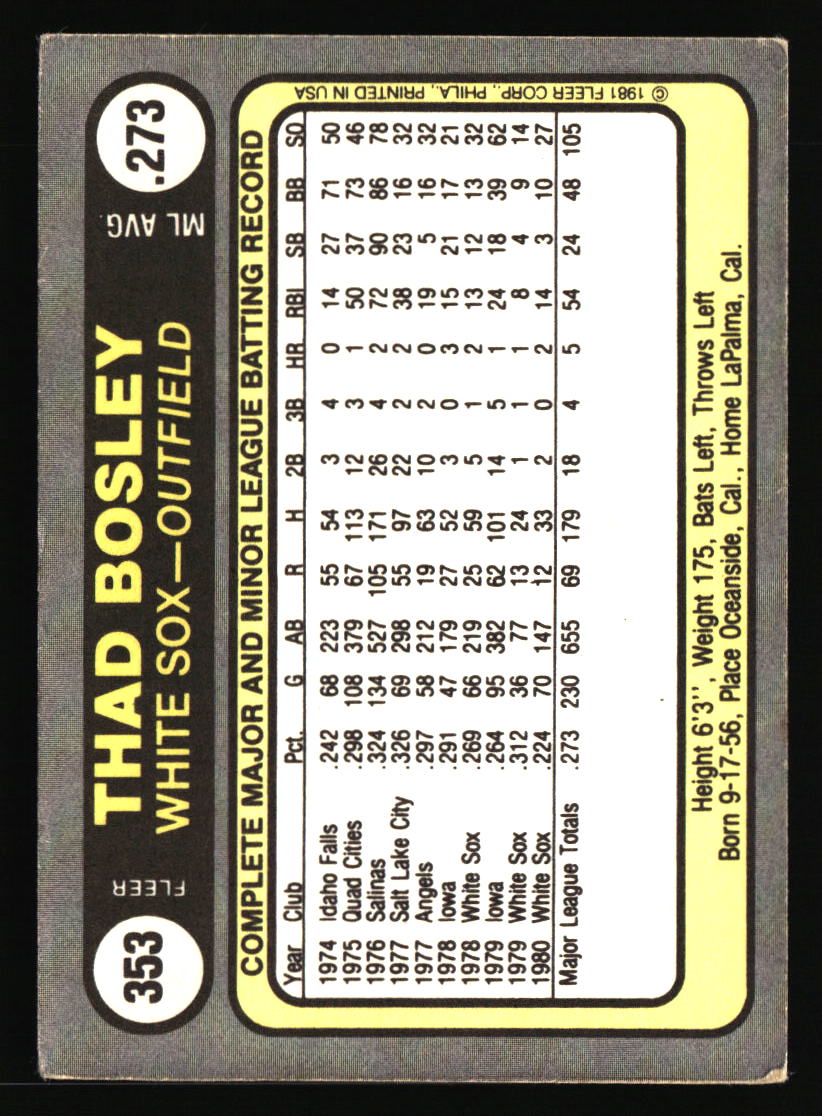 353
FLEER
THAD BOSLEY
WHITE SOX—OUTFIELD
ML AVG.
.273
COMPLETE MAJOR AND MINOR LEAGUE BATTING RECORD
Year Club Pct. G AB R H 2B 3B HR RBI SB BB SO
1974 Idaho Falls .242 68 223 55 54 3 4 0 14 27 71 50
1975 Quad Cities .298 108 379 67 113 12 3 1 50 37 73 46
1976 Salinas .324 134 527 105 171 26 4 2 72 90 86 78
1977 Salt Lake City .326 69 298 55 97 22 2 2 38 23 16 32
1977 Angels .297 58 212 19 63 10 2 0 19 5 16 32
1978 Iowa .291 47 179 27 52 3 0 3 15 21 17 21
1978 White Sox .269 66 219 25 59 5 1 2 13 12 13 32
1979 Iowa .264 95 382 62 101 14 5 1 24 18 39 62
1979 White Sox .312 36 77 13 24 1 1 1 8 4 9 14
1980 White Sox .224 70 147 12 33 2 0 2 14 3 10 27
Major League Totals .273 230 655 69 179 18 4 5 54 24 48 105
Height 6'3'', Weight 175, Bats Left, Throws Left
Born 9-17-56, Place Oceanside, Cal., Home LaPalma, Cal.
© 1981 FLEER CORP., PHILA., PRINTED IN USA